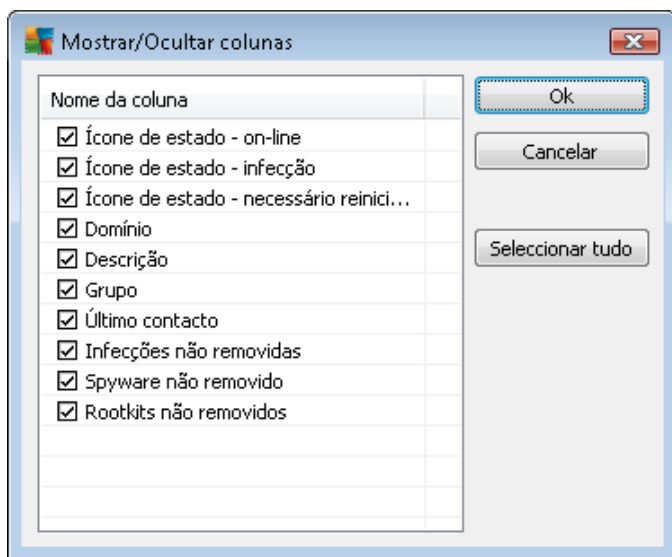 Mostrar/Ocultar colunas
Nome da coluna
Ícone de estado - on-line
Ícone de estado - infecção
Ícone de estado - necessário reinici...
Domínio
Descrição
Grupo
Último contacto
Infecções não removidas
Spyware não removido
Rootkits não removidos
Ok
Cancelar
Seleccionar tudo